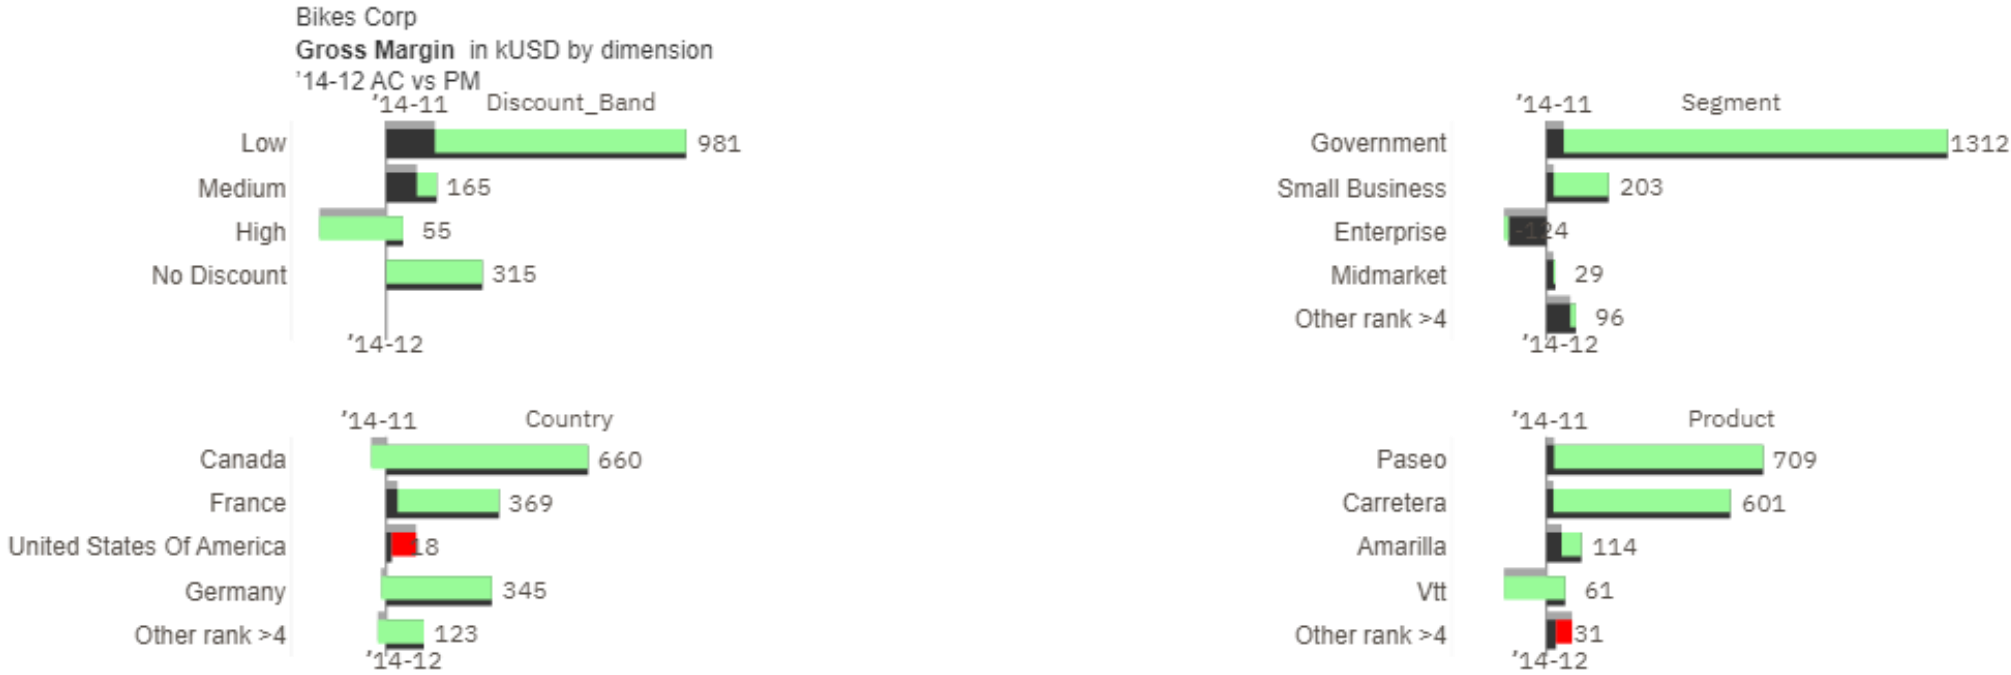 Bikes Corp
Gross Margin in kUSD by dimension
'14-12 AC vs PM
'14-11 Discount_Band
Low 981
Medium 165
High 55
No Discount 315
'14-12
'14-11 Segment
Government 1312
Small Business 203
Enterprise -124
Midmarket 29
Other rank >4 96
'14-12
'14-11 Country
Canada 660
France 369
United States Of America 18
Germany 345
Other rank >4 123
'14-12
'14-11 Product
Paseo 709
Carretera 601
Amarilla 114
Vtt 61
Other rank >4 31
'14-12